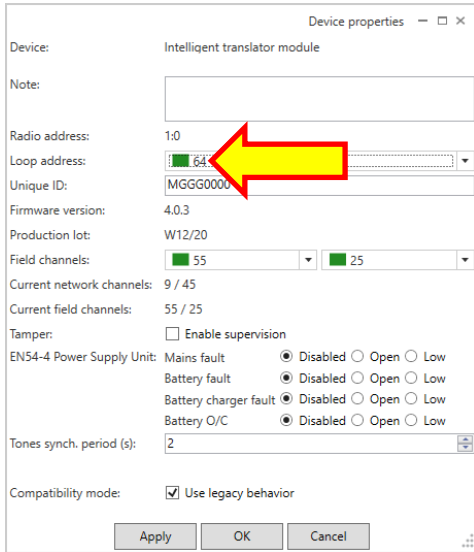 Device properties
Device: Intelligent translator module
Note:
Radio address: 1:0
Loop address: 64
Unique ID: MGGG0000
Firmware version: 4.0.3
Production lot: W12/20
Field channels: 55 25
Current network channels: 9 / 45
Current field channels: 55 / 25
Tamper: Enable supervision
EN54-4 Power Supply Unit: Mains fault Disabled Open Low
Battery fault Disabled Open Low
Battery charger fault Disabled Open Low
Battery O/C Disabled Open Low
Tones synch. period (s): 2
Compatibility mode: Use legacy behavior
Apply OK Cancel